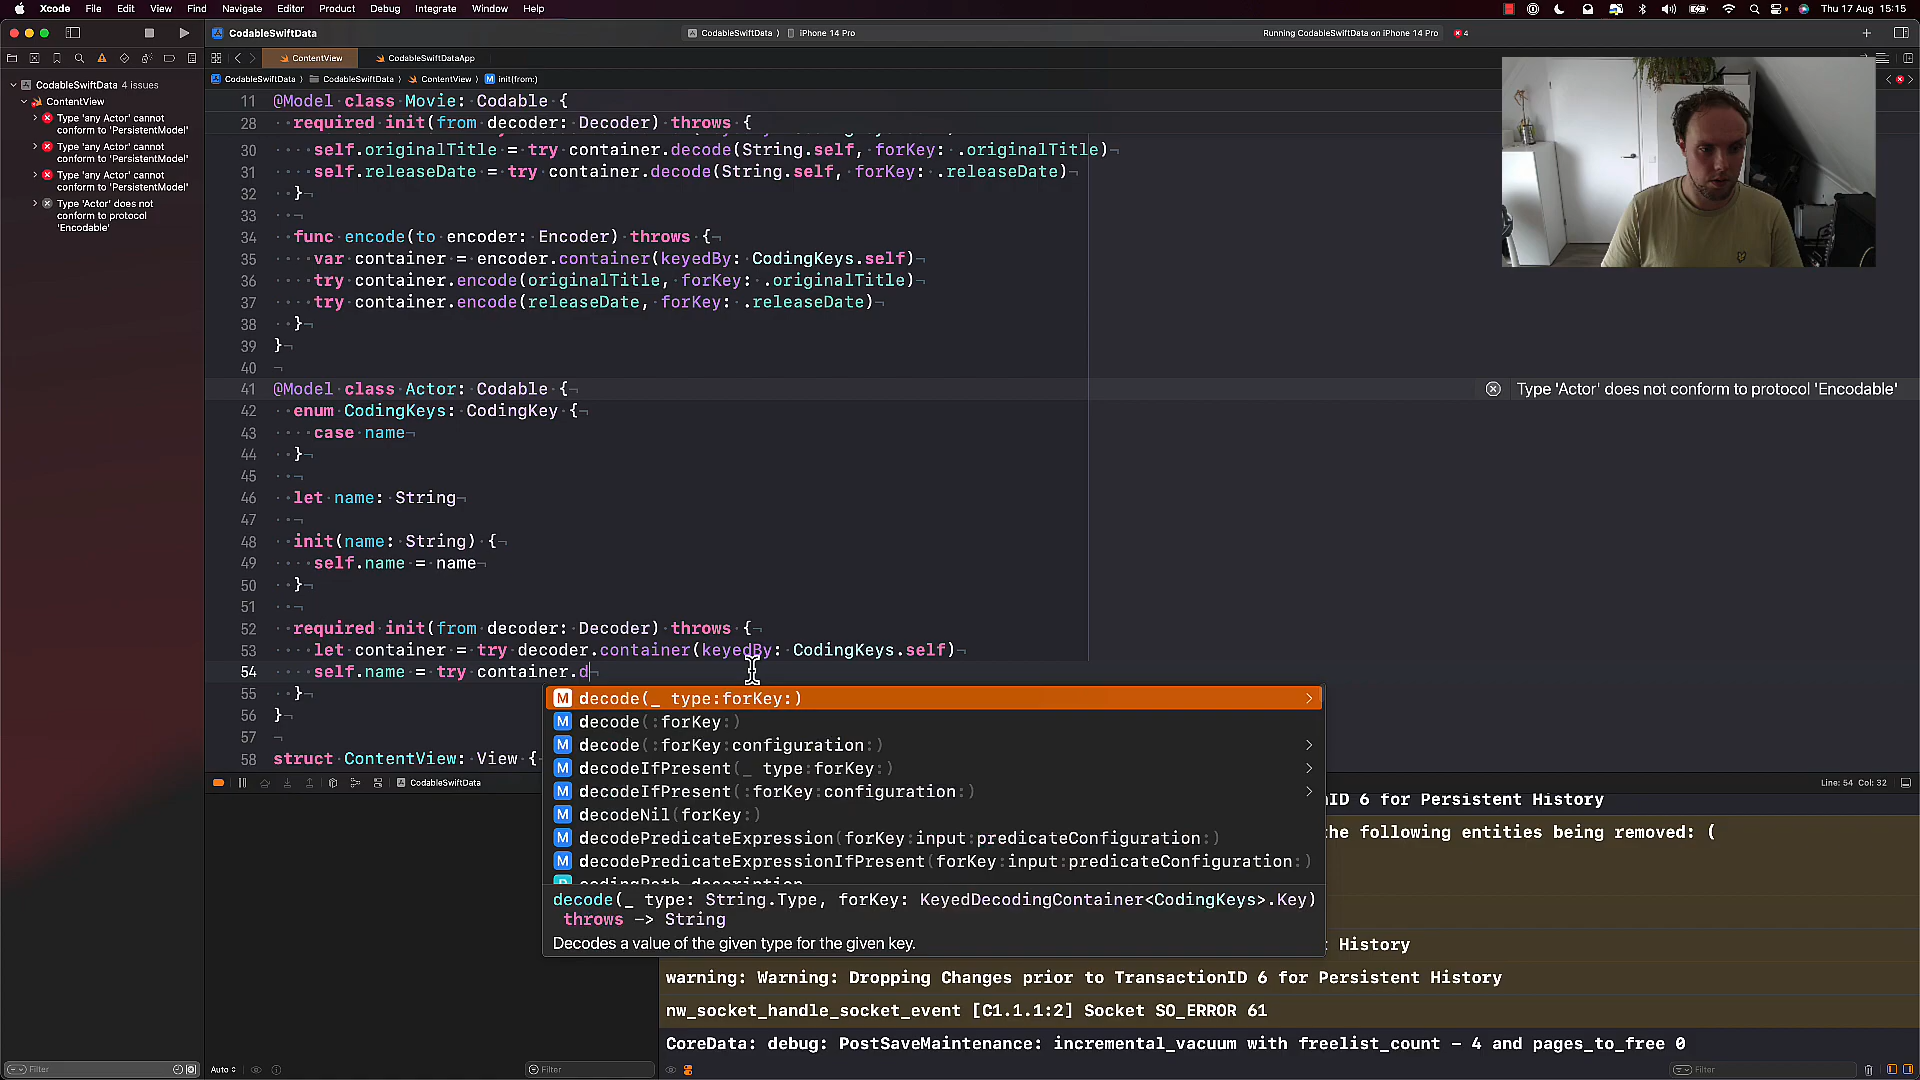 Xcode File Edit View Find Navigate Editor Product Debug Integrate Window Help
Thu 17 Aug 15:15
CodableSwiftData
CodableSwiftData › iPhone 14 Pro
Running CodableSwiftData on iPhone 14 Pro 4
ContentView CodableSwiftDataApp
CodableSwiftData › CodableSwiftData › ContentView › M init(from:)
CodableSwiftData 4 issues
ContentView
Type 'any Actor' cannot
conform to 'PersistentModel'
Type 'any Actor' cannot
conform to 'PersistentModel'
Type 'any Actor' cannot
conform to 'PersistentModel'
Type 'Actor' does not
conform to protocol
'Encodable'
11 @Model class Movie: Codable {
28 required init(from decoder: Decoder) throws {
30 self.originalTitle = try container.decode(String.self, forKey: .originalTitle)
31 self.releaseDate = try container.decode(String.self, forKey: .releaseDate)
32 }
33
34 func encode(to encoder: Encoder) throws {
35 var container = encoder.container(keyedBy: CodingKeys.self)
36 try container.encode(originalTitle, forKey: .originalTitle)
37 try container.encode(releaseDate, forKey: .releaseDate)
38 }
39 }
40
41 @Model class Actor: Codable {
Type 'Actor' does not conform to protocol 'Encodable'
42 enum CodingKeys: CodingKey {
43 case name
44 }
45
46 let name: String
47
48 init(name: String) {
49 self.name = name
50 }
51
52 required init(from decoder: Decoder) throws {
53 let container = try decoder.container(keyedBy: CodingKeys.self)
54 self.name = try container.d
55 }
56 }
57
58 struct ContentView: View {
M decode(_ type:forKey:)
M decode(:forKey:)
M decode(:forKey:configuration:)
M decodeIfPresent(_ type:forKey:)
M decodeIfPresent(:forKey:configuration:)
M decodeNil(forKey:)
M decodePredicateExpression(forKey:input:predicateConfiguration:)
M decodePredicateExpressionIfPresent(forKey:input:predicateConfiguration:)
decode(_ type: String.Type, forKey: KeyedDecodingContainer<CodingKeys>.Key)
throws -> String
Decodes a value of the given type for the given key.
CodableSwiftData
Line: 54 Col: 32
ID 6 for Persistent History
the following entities being removed: (
History
warning: Warning: Dropping Changes prior to TransactionID 6 for Persistent History
nw_socket_handle_socket_event [C1.1.1:2] Socket SO_ERROR 61
CoreData: debug: PostSaveMaintenance: incremental_vacuum with freelist_count - 4 and pages_to_free 0
Filter
Auto
Filter
Filter